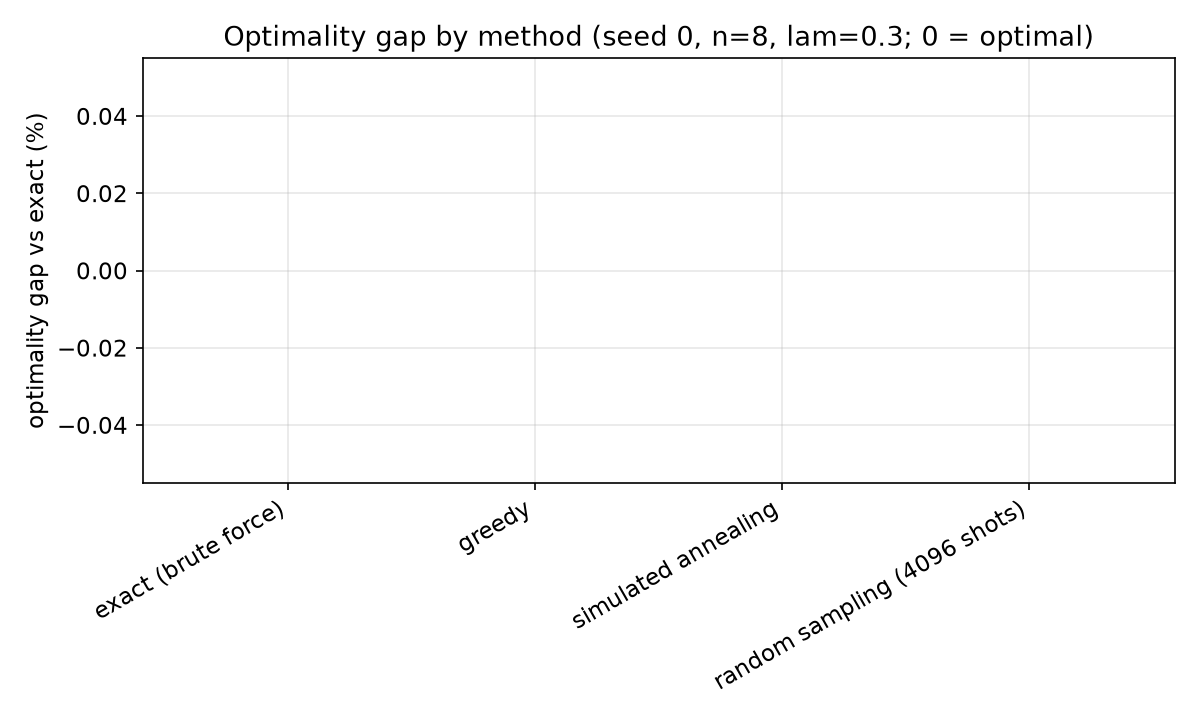 Optimality gap by method (seed 0, n=8, lam=0.3; 0 = optimal)
optimality gap vs exact (%)
0.04
0.02
0.00
−0.02
−0.04
exact (brute force)
greedy
simulated annealing
random sampling (4096 shots)